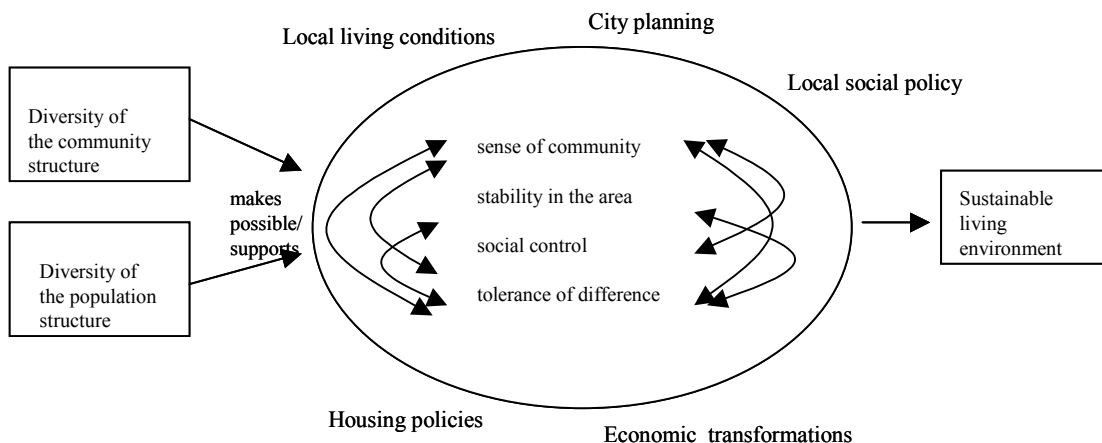 City planning
Local living conditions
Local social policy
Diversity of
the community
structure
sense of community
stability in the area
makes
possible/
supports
social control
Sustainable
living
environment
Diversity of
the population
structure
tolerance of difference
Housing policies
Economic transformations